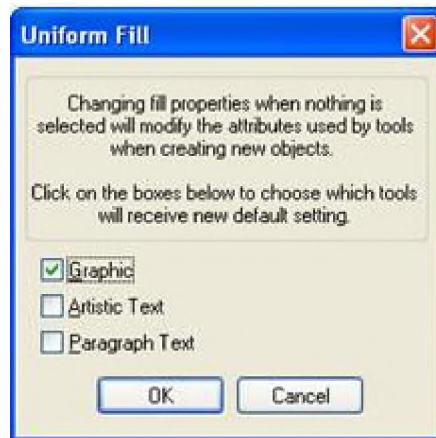 Uniform Fill
Changing fill properties when nothing is
selected will modify the attributes used by tools
when creating new objects.
Click on the boxes below to choose which tools
will receive new default setting.
Graphic
Artistic Text
Paragraph Text
OK Cancel